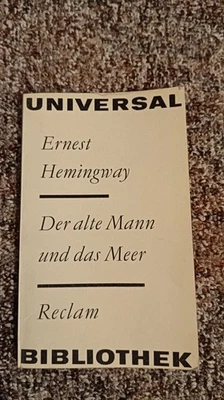 UNIVERSAL
Ernest
Hemingway
Der alte Mann
und das Meer
Reclam
BIBLIOTHEK